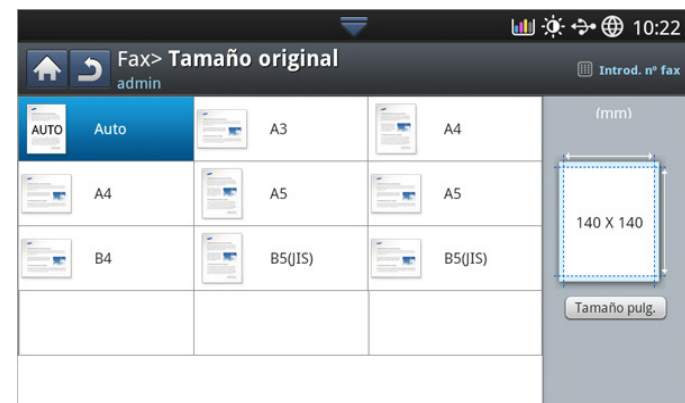 10:22
Fax> Tamaño original
admin
Introd. nº fax
AUTO Auto
A3
A4
A4
A5
A5
B4
B5(JIS)
B5(JIS)
(mm)
140 X 140
Tamaño pulg.